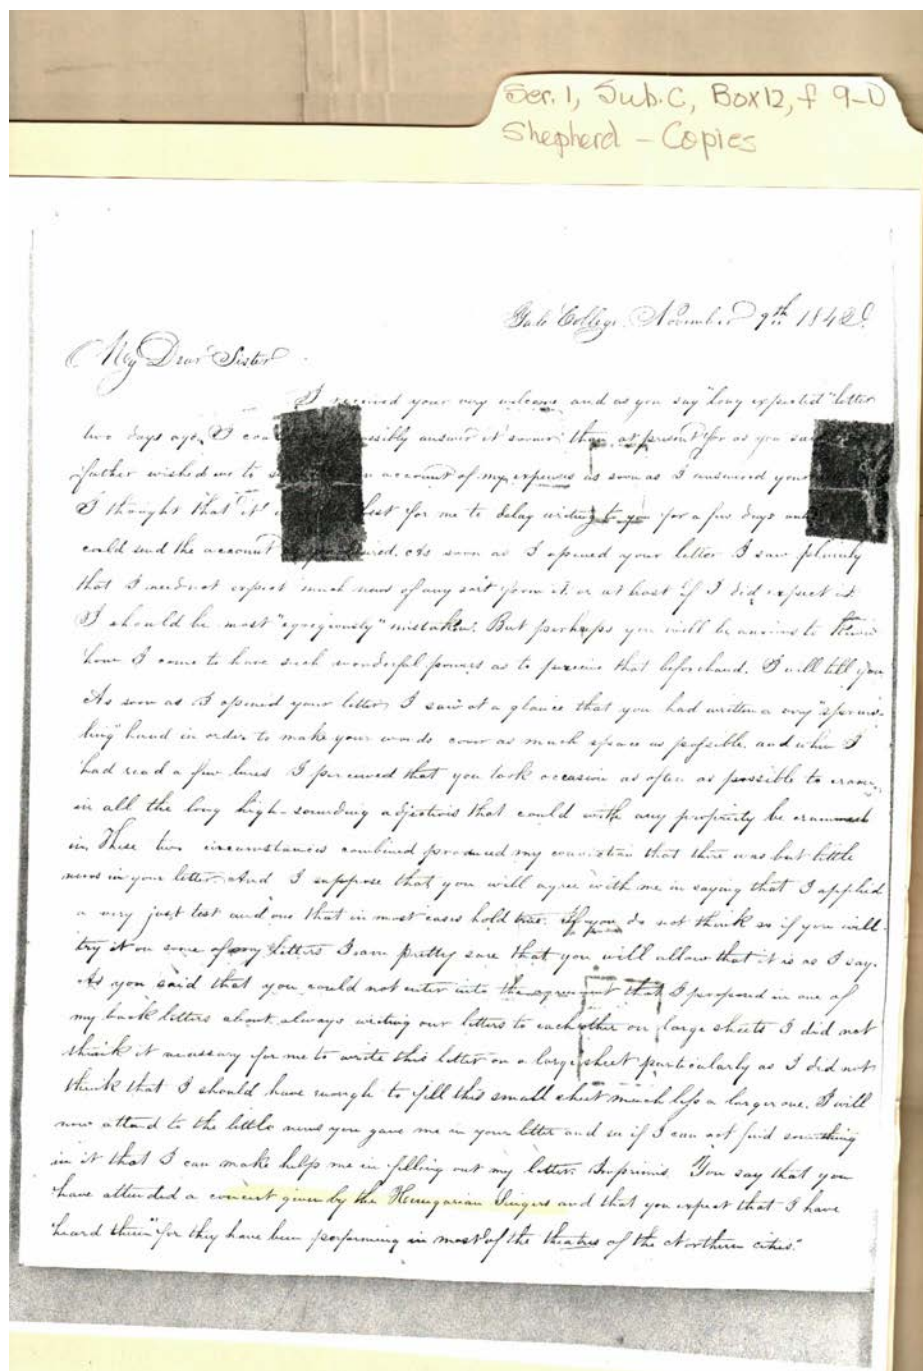 Ser. 1, Sub. C, Box 12, f 9-D
Shepherd - Copies
Yale College November 9th 1842
My Dear Sister
I received your very welcome and as you say "long expected" letter
two days ago. I possibly answer it sooner than at present for as you
father wished me to account of my expenses as soon as I answered your
I thought that it best for me to delay writing to you for a few days
could send the account As soon as I opened your letter I saw plainly
that I need not expect much news of any sort from it or at least if I did expect it
I should be most "egregiously" mistaken. But perhaps you will be anxious to know
how I come to have such wonderful powers as to perceive that beforehand. I will tell you
As soon as I opened your letter I saw at a glance that you had written a very
hand in order to make your words cover as much space as possible. and when I
had read a few lines I perceived that you took occasion as often as possible to
in all the long high-sounding adjectives that could with any propriety be crammed
in. These two circumstances combined produced my conviction that there was but little
news in your letter. And I suppose that you will agree with me in saying that I applied
a very just test and one that in most cases hold true. If you do not think so if you will
try it on some of my letters I am pretty sure that you will allow that it is as I say.
As you said that you could not enter into the agreement that I proposed in one of
my back letters about always writing our letters to each other on large sheets I did not
think it necessary for me to write this letter on a large sheet particularly as I did not
think that I should have enough to fill this small sheet much less a larger one. I will
now attend to the little news you gave me in your letter and see if I can not find something
in it that I can make helps me in filling out my letter. Imprimis. You say that you
have attended a concert given by the Hungarian Singers and that you expect that I have
heard them "for they have been performing in most of the theatres of the Northern cities."